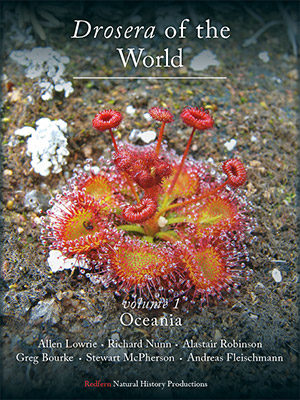 Drosera of the
World
volume 1
Oceania
Allen Lowrie • Richard Nunn • Alastair Robinson
Greg Bourke • Stewart McPherson • Andreas Fleischmann
Redfern Natural History Productions